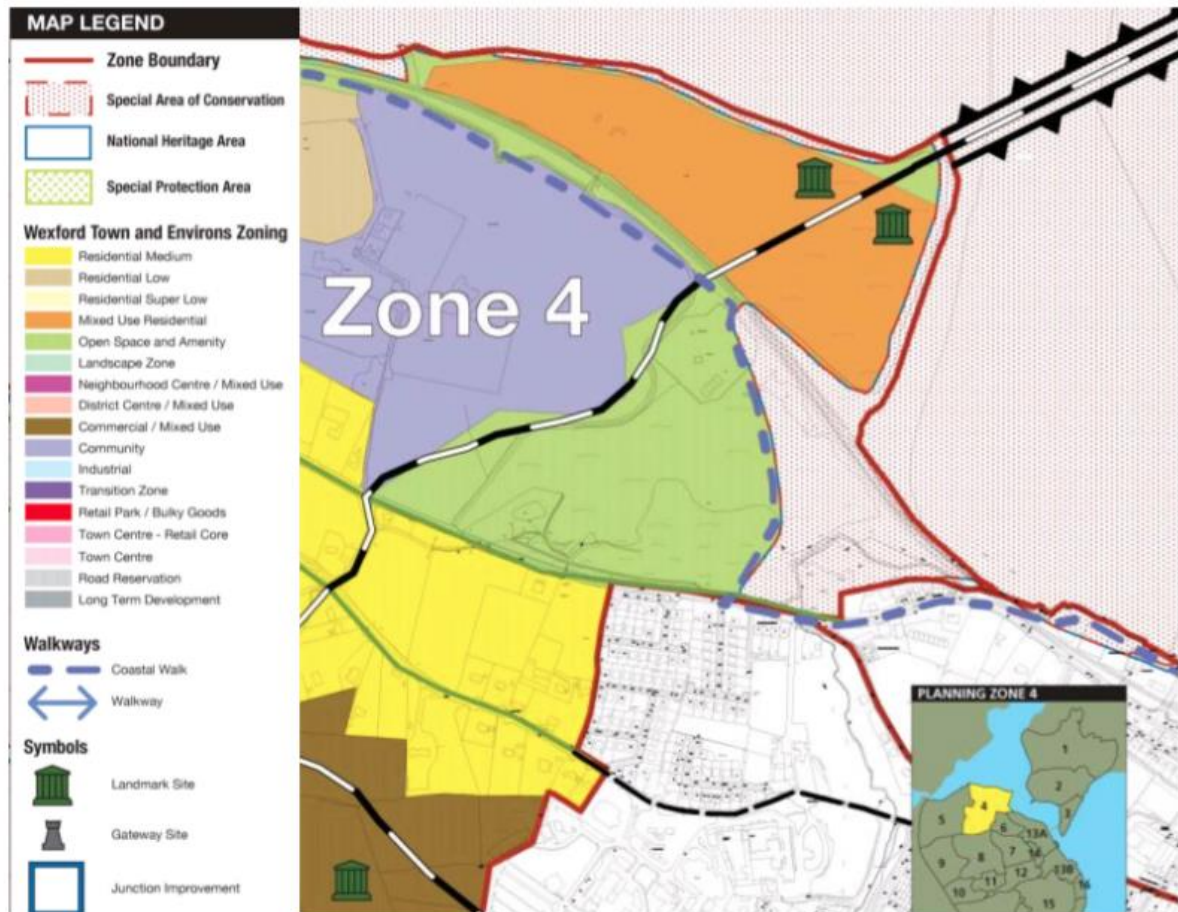 MAP LEGEND
Zone Boundary
Special Area of Conservation
National Heritage Area
Special Protection Area
Wexford Town and Environs Zoning
Residential Medium
Residential Low
Residential Super Low
Mixed Use Residential
Open Space and Amenity
Landscape Zone
Neighbourhood Centre / Mixed Use
District Centre / Mixed Use
Commercial / Mixed Use
Community
Industrial
Transition Zone
Retail Park / Bulky Goods
Town Centre - Retail Core
Town Centre
Road Reservation
Long Term Development
Walkways
Coastal Walk
Walkway
Symbols
Landmark Site
Gateway Site
Junction Improvement
Zone 4
PLANNING ZONE 4
1
2
3
4
5
6
13A
7
14
9
8
12
13B
11
16
10
15